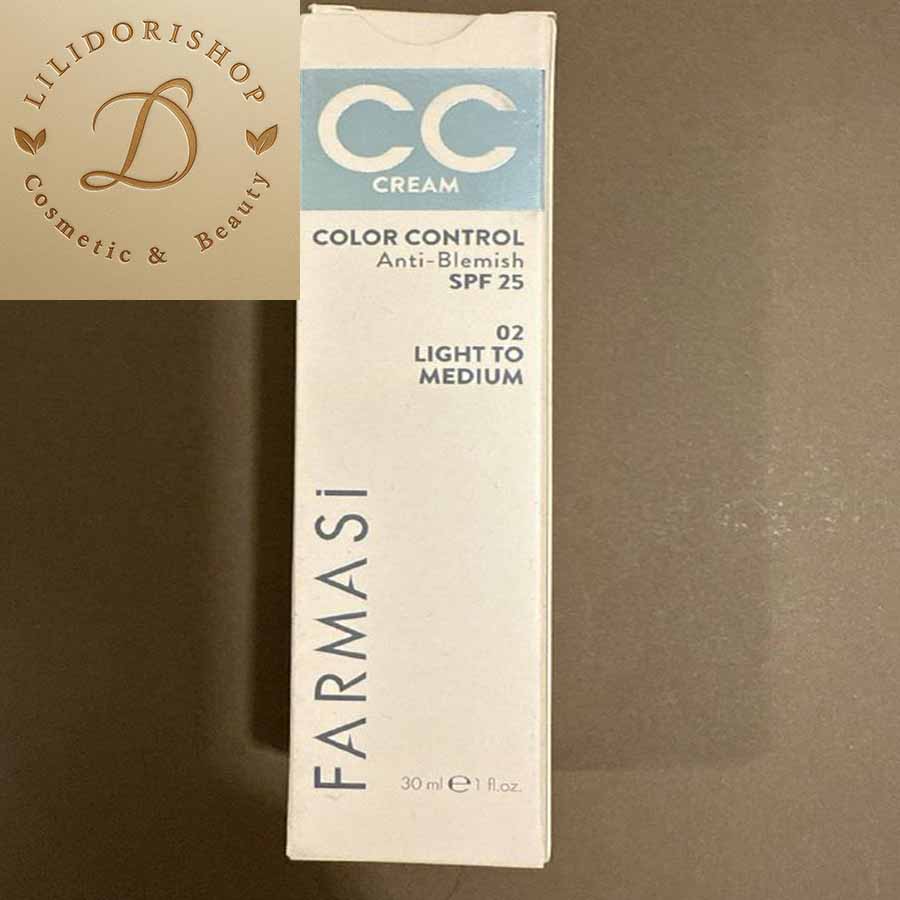 LILIDORISHOP
D
Cosmetic & Beauty
CC
CREAM
COLOR CONTROL
Anti-Blemish
SPF 25
02
LIGHT TO
MEDIUM
FARMASi
30 ml e 1 fl.oz.